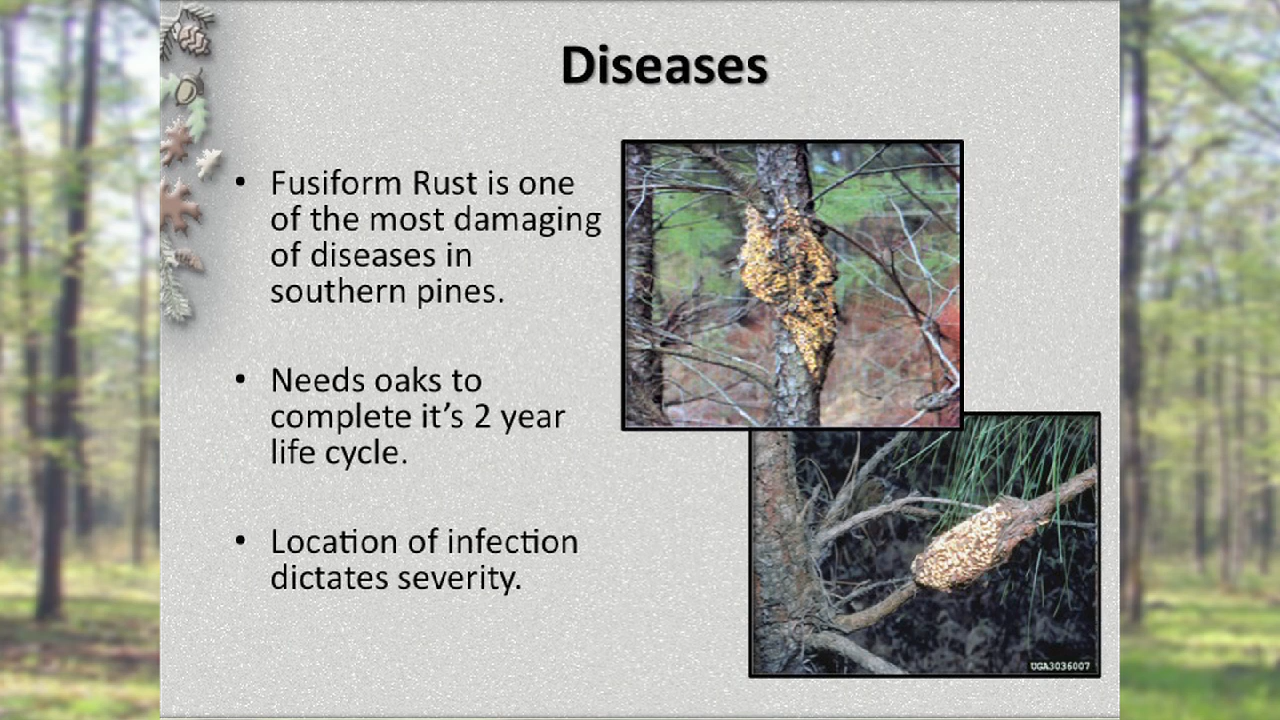 Diseases
• Fusiform Rust is one
of the most damaging
of diseases in
southern pines.
• Needs oaks to
complete it’s 2 year
life cycle.
• Location of infection
dictates severity.
UGA3036007